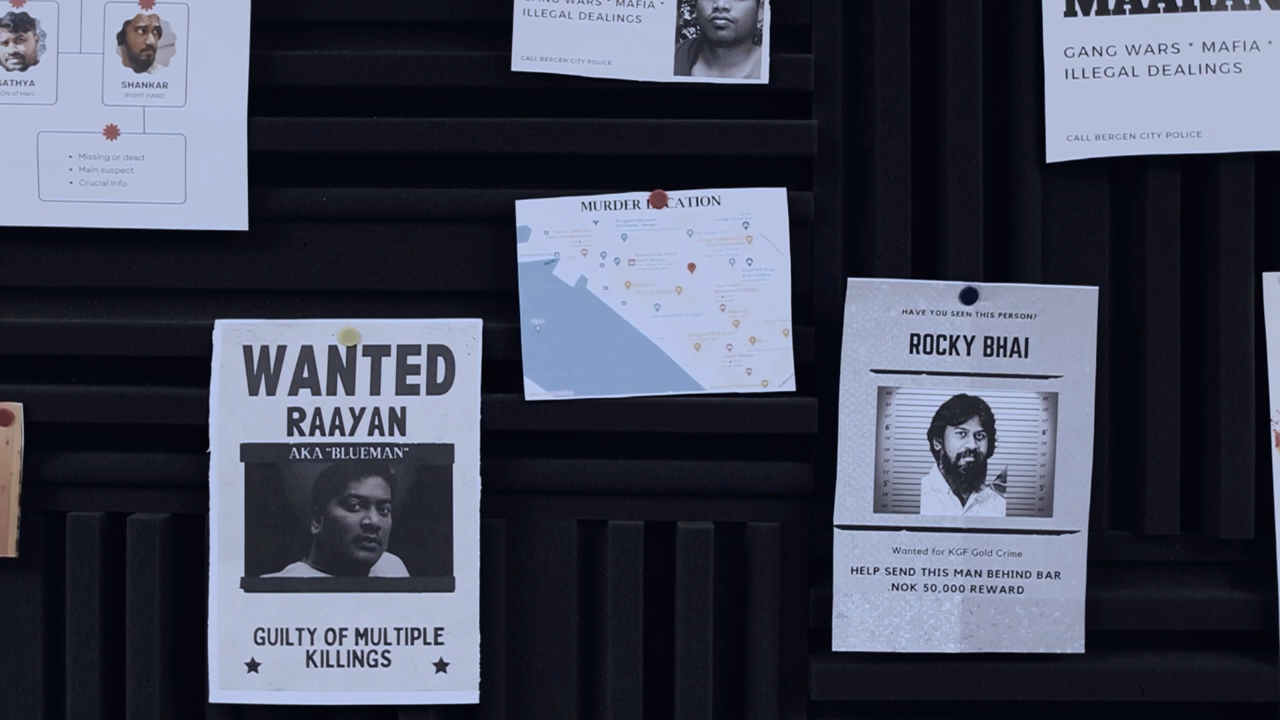 SATHYA
SHANKAR
RIGHT HAND
Missing or dead
Main suspect
Crucial Info
GANG WARS * MAFIA *
ILLEGAL DEALINGS
CALL BERGEN CITY POLICE
MAARAN
GANG WARS * MAFIA *
ILLEGAL DEALINGS
CALL BERGEN CITY POLICE
MURDER LOCATION
WANTED
RAAYAN
AKA "BLUEMAN"
GUILTY OF MULTIPLE
KILLINGS
HAVE YOU SEEN THIS PERSON?
ROCKY BHAI
Wanted for KGF Gold Crime
HELP SEND THIS MAN BEHIND BAR
.NOK 50,000 REWARD